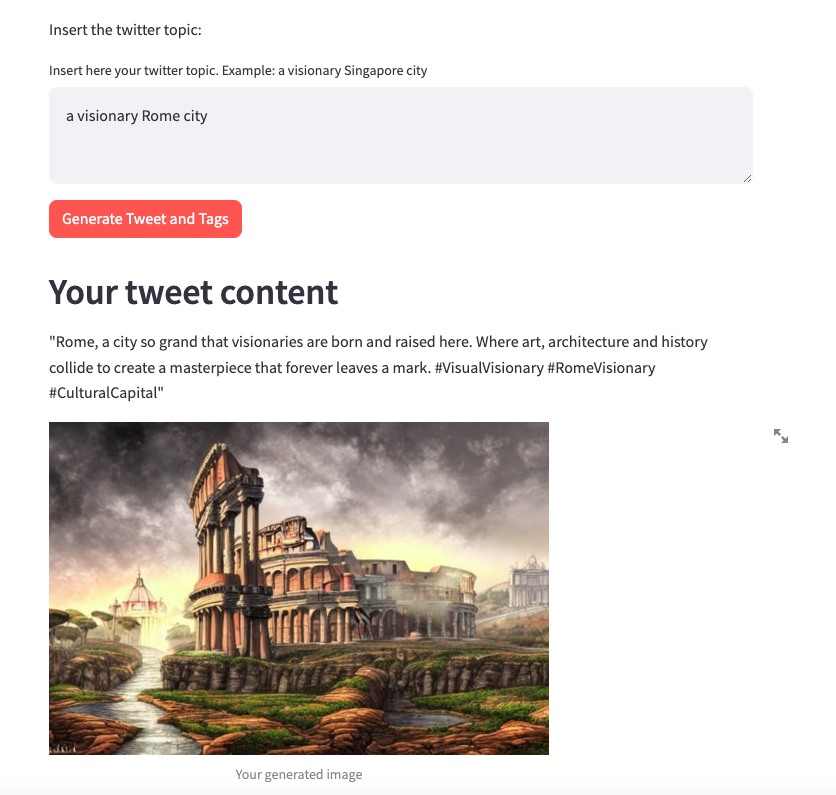 Insert the twitter topic:
Insert here your twitter topic. Example: a visionary Singapore city
a visionary Rome city
Generate Tweet and Tags
Your tweet content
"Rome, a city so grand that visionaries are born and raised here. Where art, architecture and history
collide to create a masterpiece that forever leaves a mark. #VisualVisionary #RomeVisionary
#CulturalCapital"
Your generated image